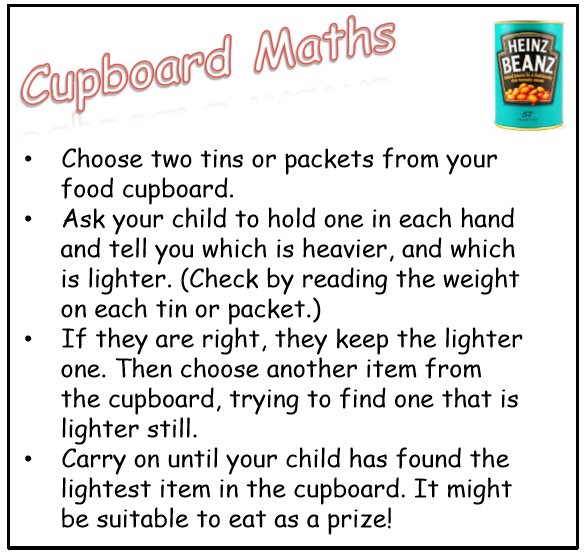 Cupboard Maths
HEINZ
BEANZ
• Choose two tins or packets from your
food cupboard.
• Ask your child to hold one in each hand
and tell you which is heavier, and which
is lighter. (Check by reading the weight
on each tin or packet.)
• If they are right, they keep the lighter
one. Then choose another item from
the cupboard, trying to find one that is
lighter still.
• Carry on until your child has found the
lightest item in the cupboard. It might
be suitable to eat as a prize!